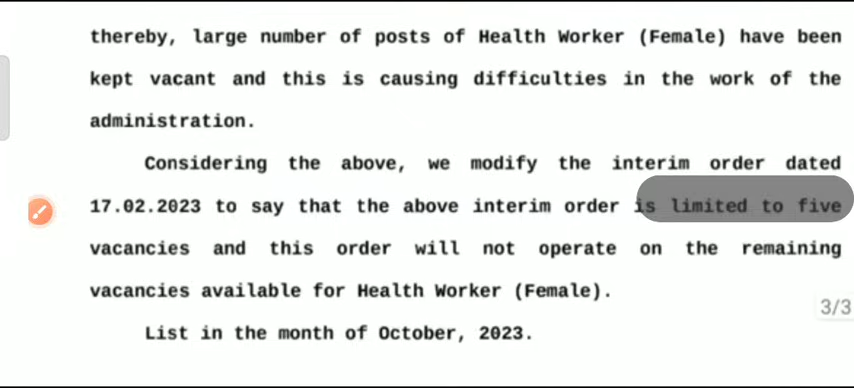 thereby, large number of posts of Health Worker (Female) have been
kept vacant and this is causing difficulties in the work of the
administration.
Considering the above, we modify the interim order dated
17.02.2023 to say that the above interim order is limited to five
vacancies and this order will not operate on the remaining
vacancies available for Health Worker (Female).
3/3
List in the month of October, 2023.